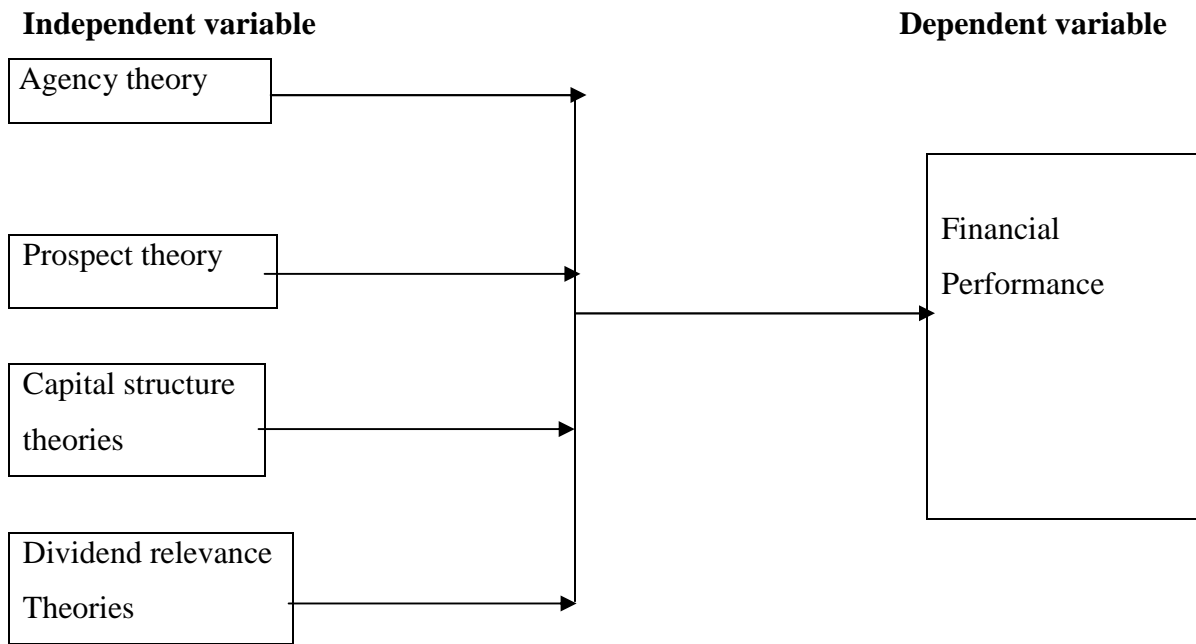 Independent variable
Dependent variable
Agency theory
Prospect theory
Capital structure
theories
Dividend relevance
Theories
Financial
Performance